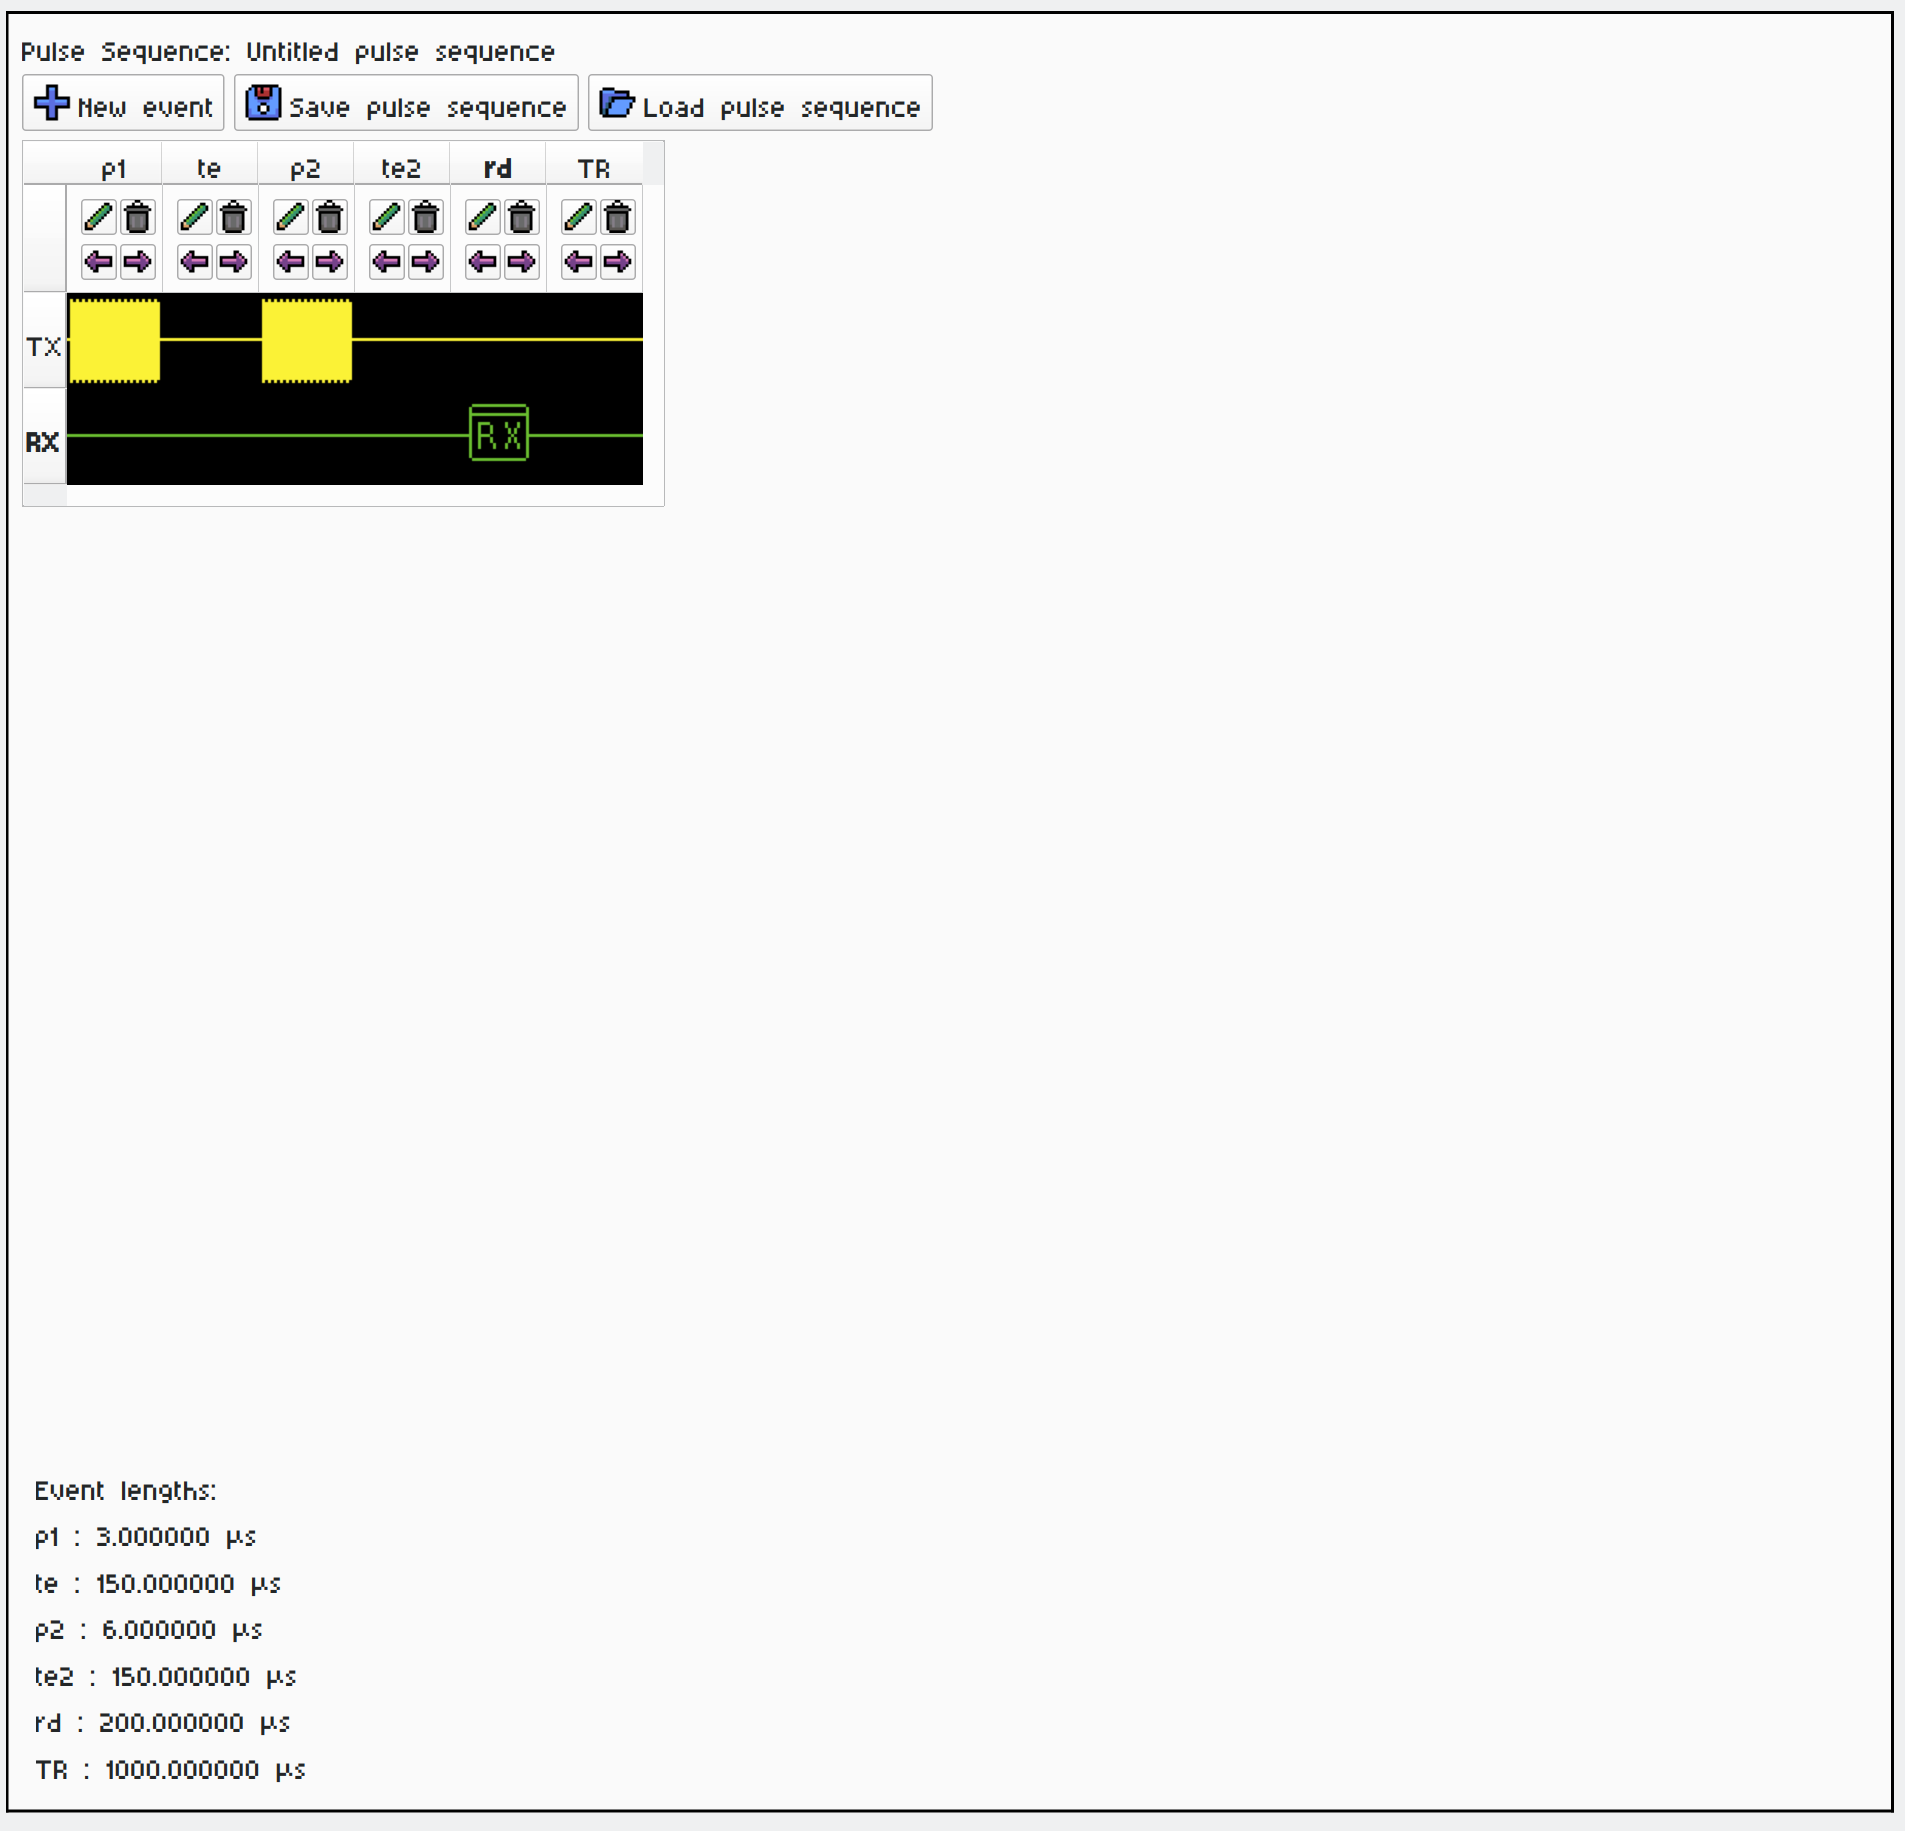 Pulse Sequence: Untitled pulse sequence
New event Save pulse sequence Load pulse sequence
p1 te p2 te2 rd TR
TX
RX RX
Event lengths:
p1 : 3.000000 µs
te : 150.000000 µs
p2 : 6.000000 µs
te2 : 150.000000 µs
rd : 200.000000 µs
TR : 1000.000000 µs